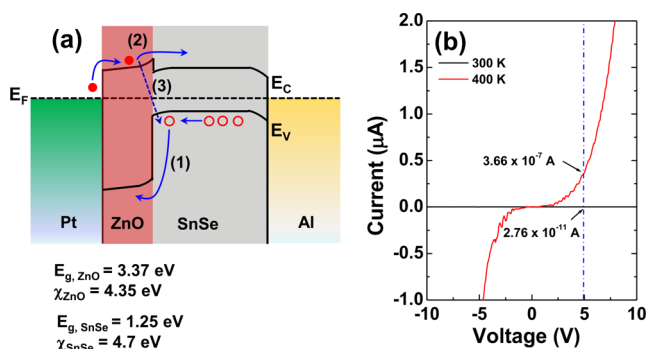 (a)
(2)
(3)
E_F
E_C
E_V
(1)
Pt
ZnO
SnSe
Al
E_g, ZnO = 3.37 eV
χ_ZnO = 4.35 eV
E_g, SnSe = 1.25 eV
χ_SnSe = 4.7 eV
(b)
2.0
300 K
400 K
1.5
1.0
0.5
3.66 x 10^-7 A
0.0
2.76 x 10^-11 A
-0.5
-1.0
-10
-5
0
5
10
Current (μA)
Voltage (V)